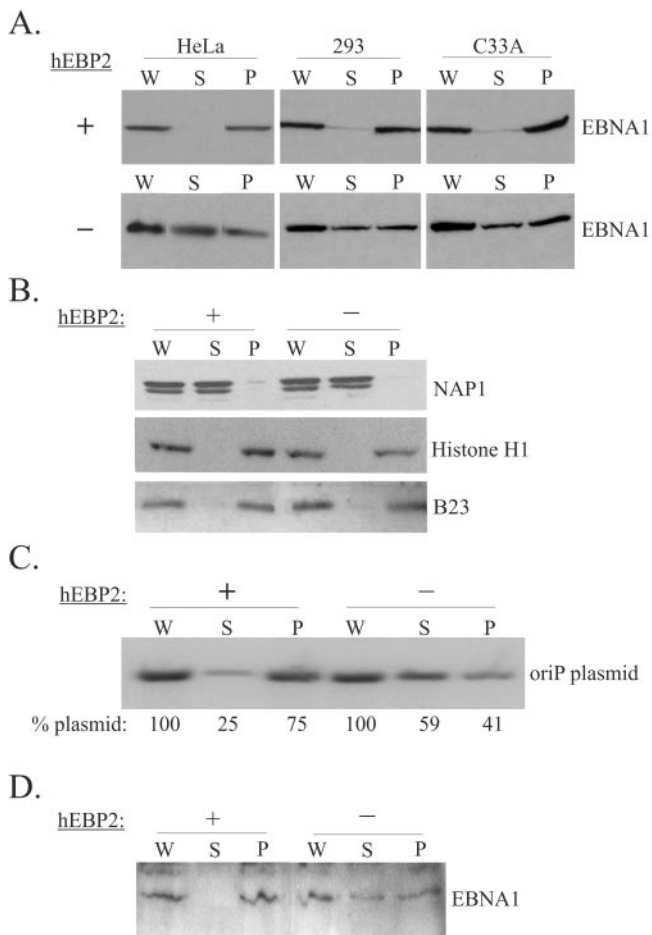 A.
hEBP2 HeLa 293 C33A
W S P W S P W S P
+ EBNA1
W S P W S P W S P
− EBNA1
B.
hEBP2: + −
W S P W S P
NAP1
Histone H1
B23
C.
hEBP2: + −
W S P W S P
oriP plasmid
% plasmid: 100 25 75 100 59 41
D.
hEBP2: + −
W S P W S P
EBNA1